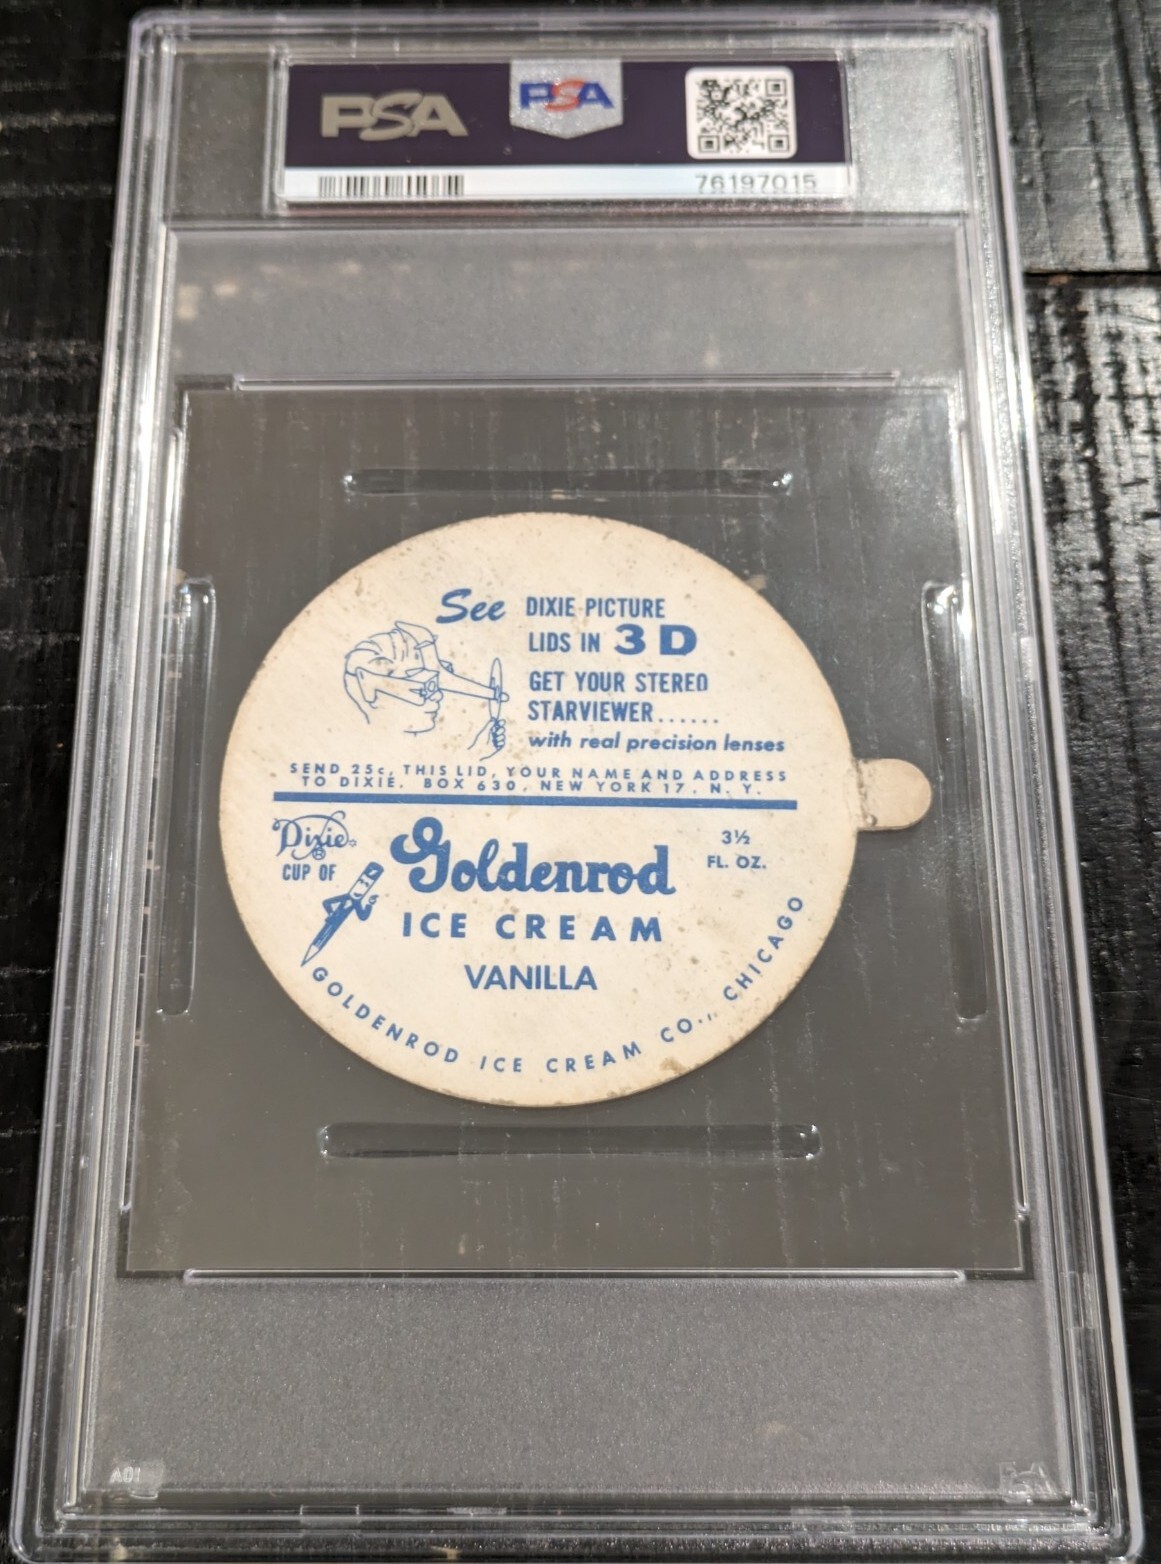 PSA
PSA
76197015
See DIXIE PICTURE
LIDS IN 3D
GET YOUR STEREO
STARVIEWER......
with real precision lenses
SEND 25c, THIS LID, YOUR NAME AND ADDRESS
TO DIXIE. BOX 630, NEW YORK 17, N. Y.
Dixie ®
CUP OF
Goldenrod
ICE CREAM
VANILLA
3½
FL. OZ.
GOLDENROD ICE CREAM CO., CHICAGO